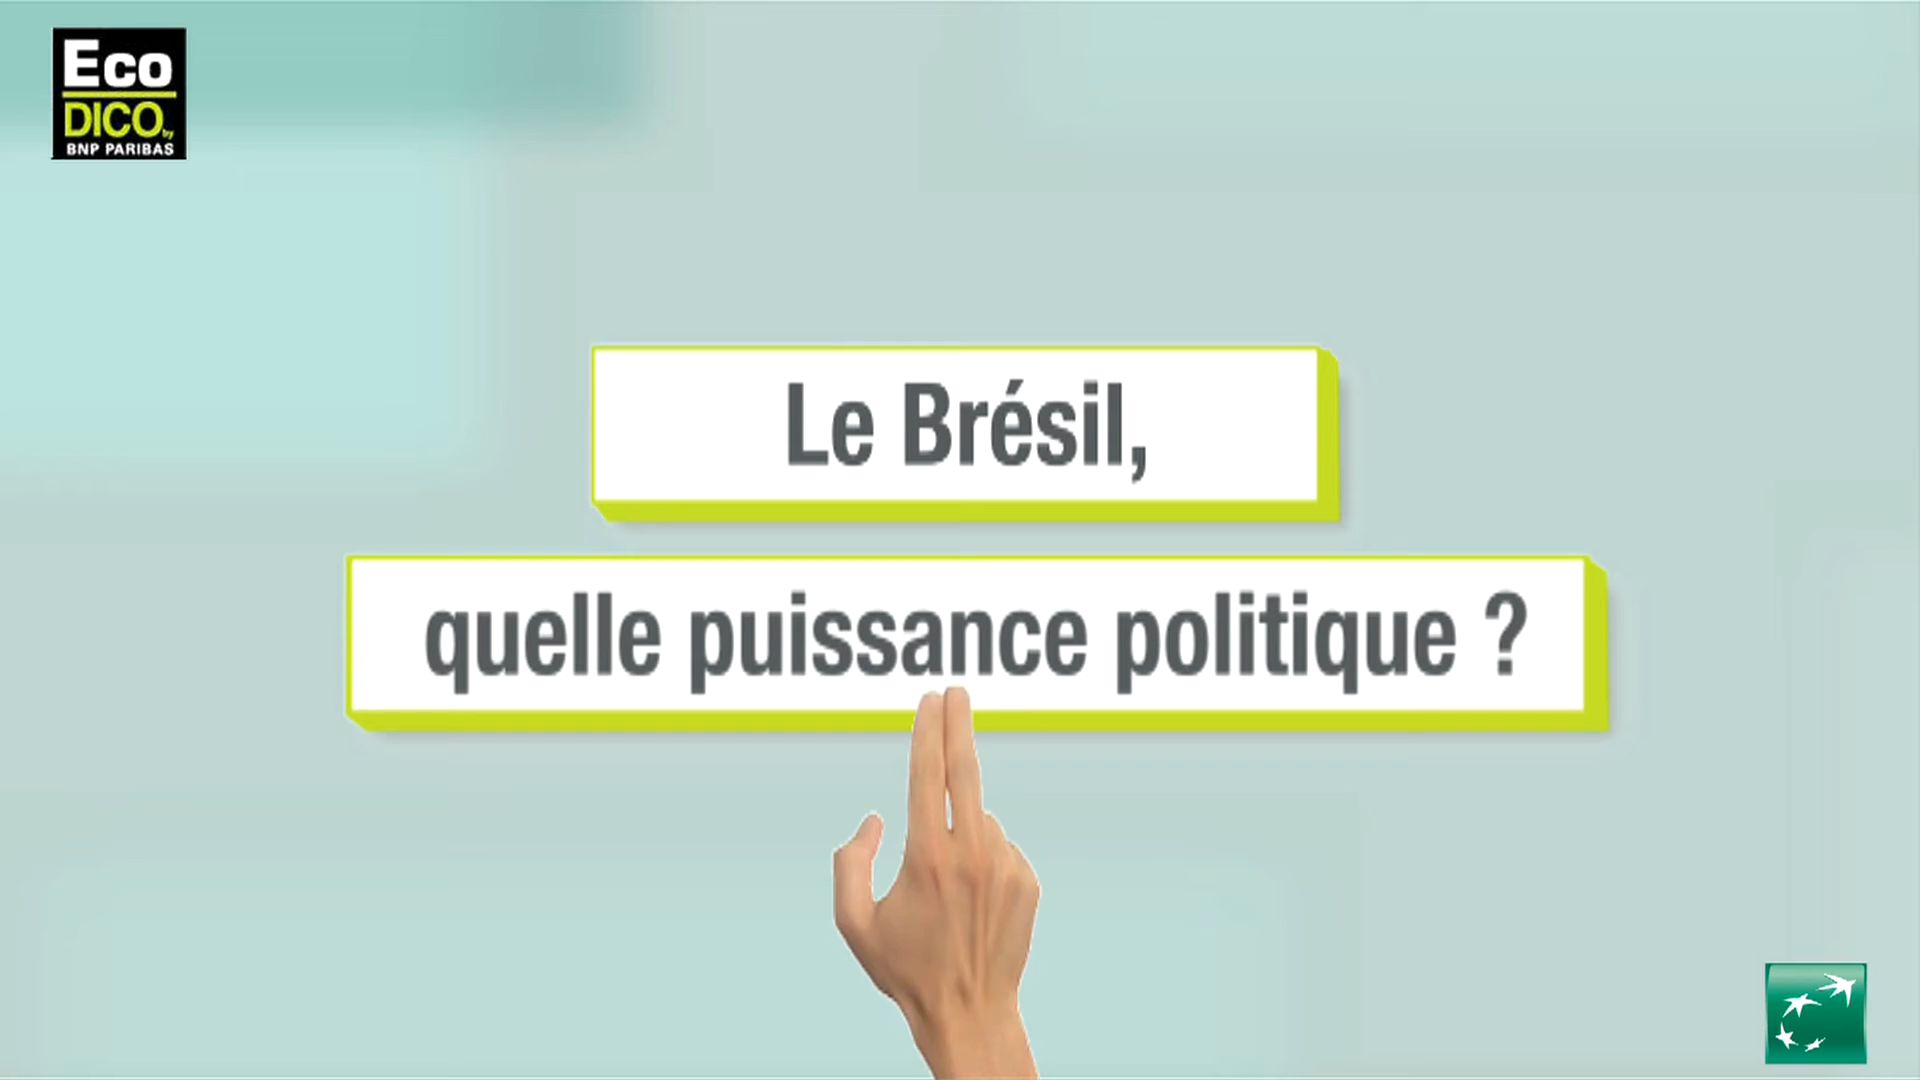 Eco
DICO by
BNP PARIBAS
Le Brésil,
quelle puissance politique ?